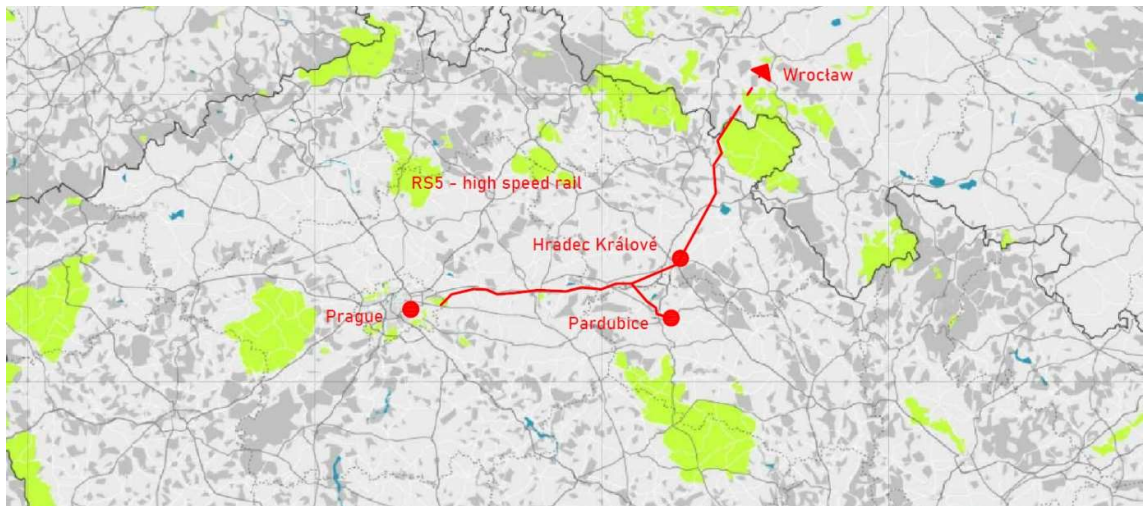 Wrocław
RS5 - high speed rail
Hradec Králové
Prague
Pardubice